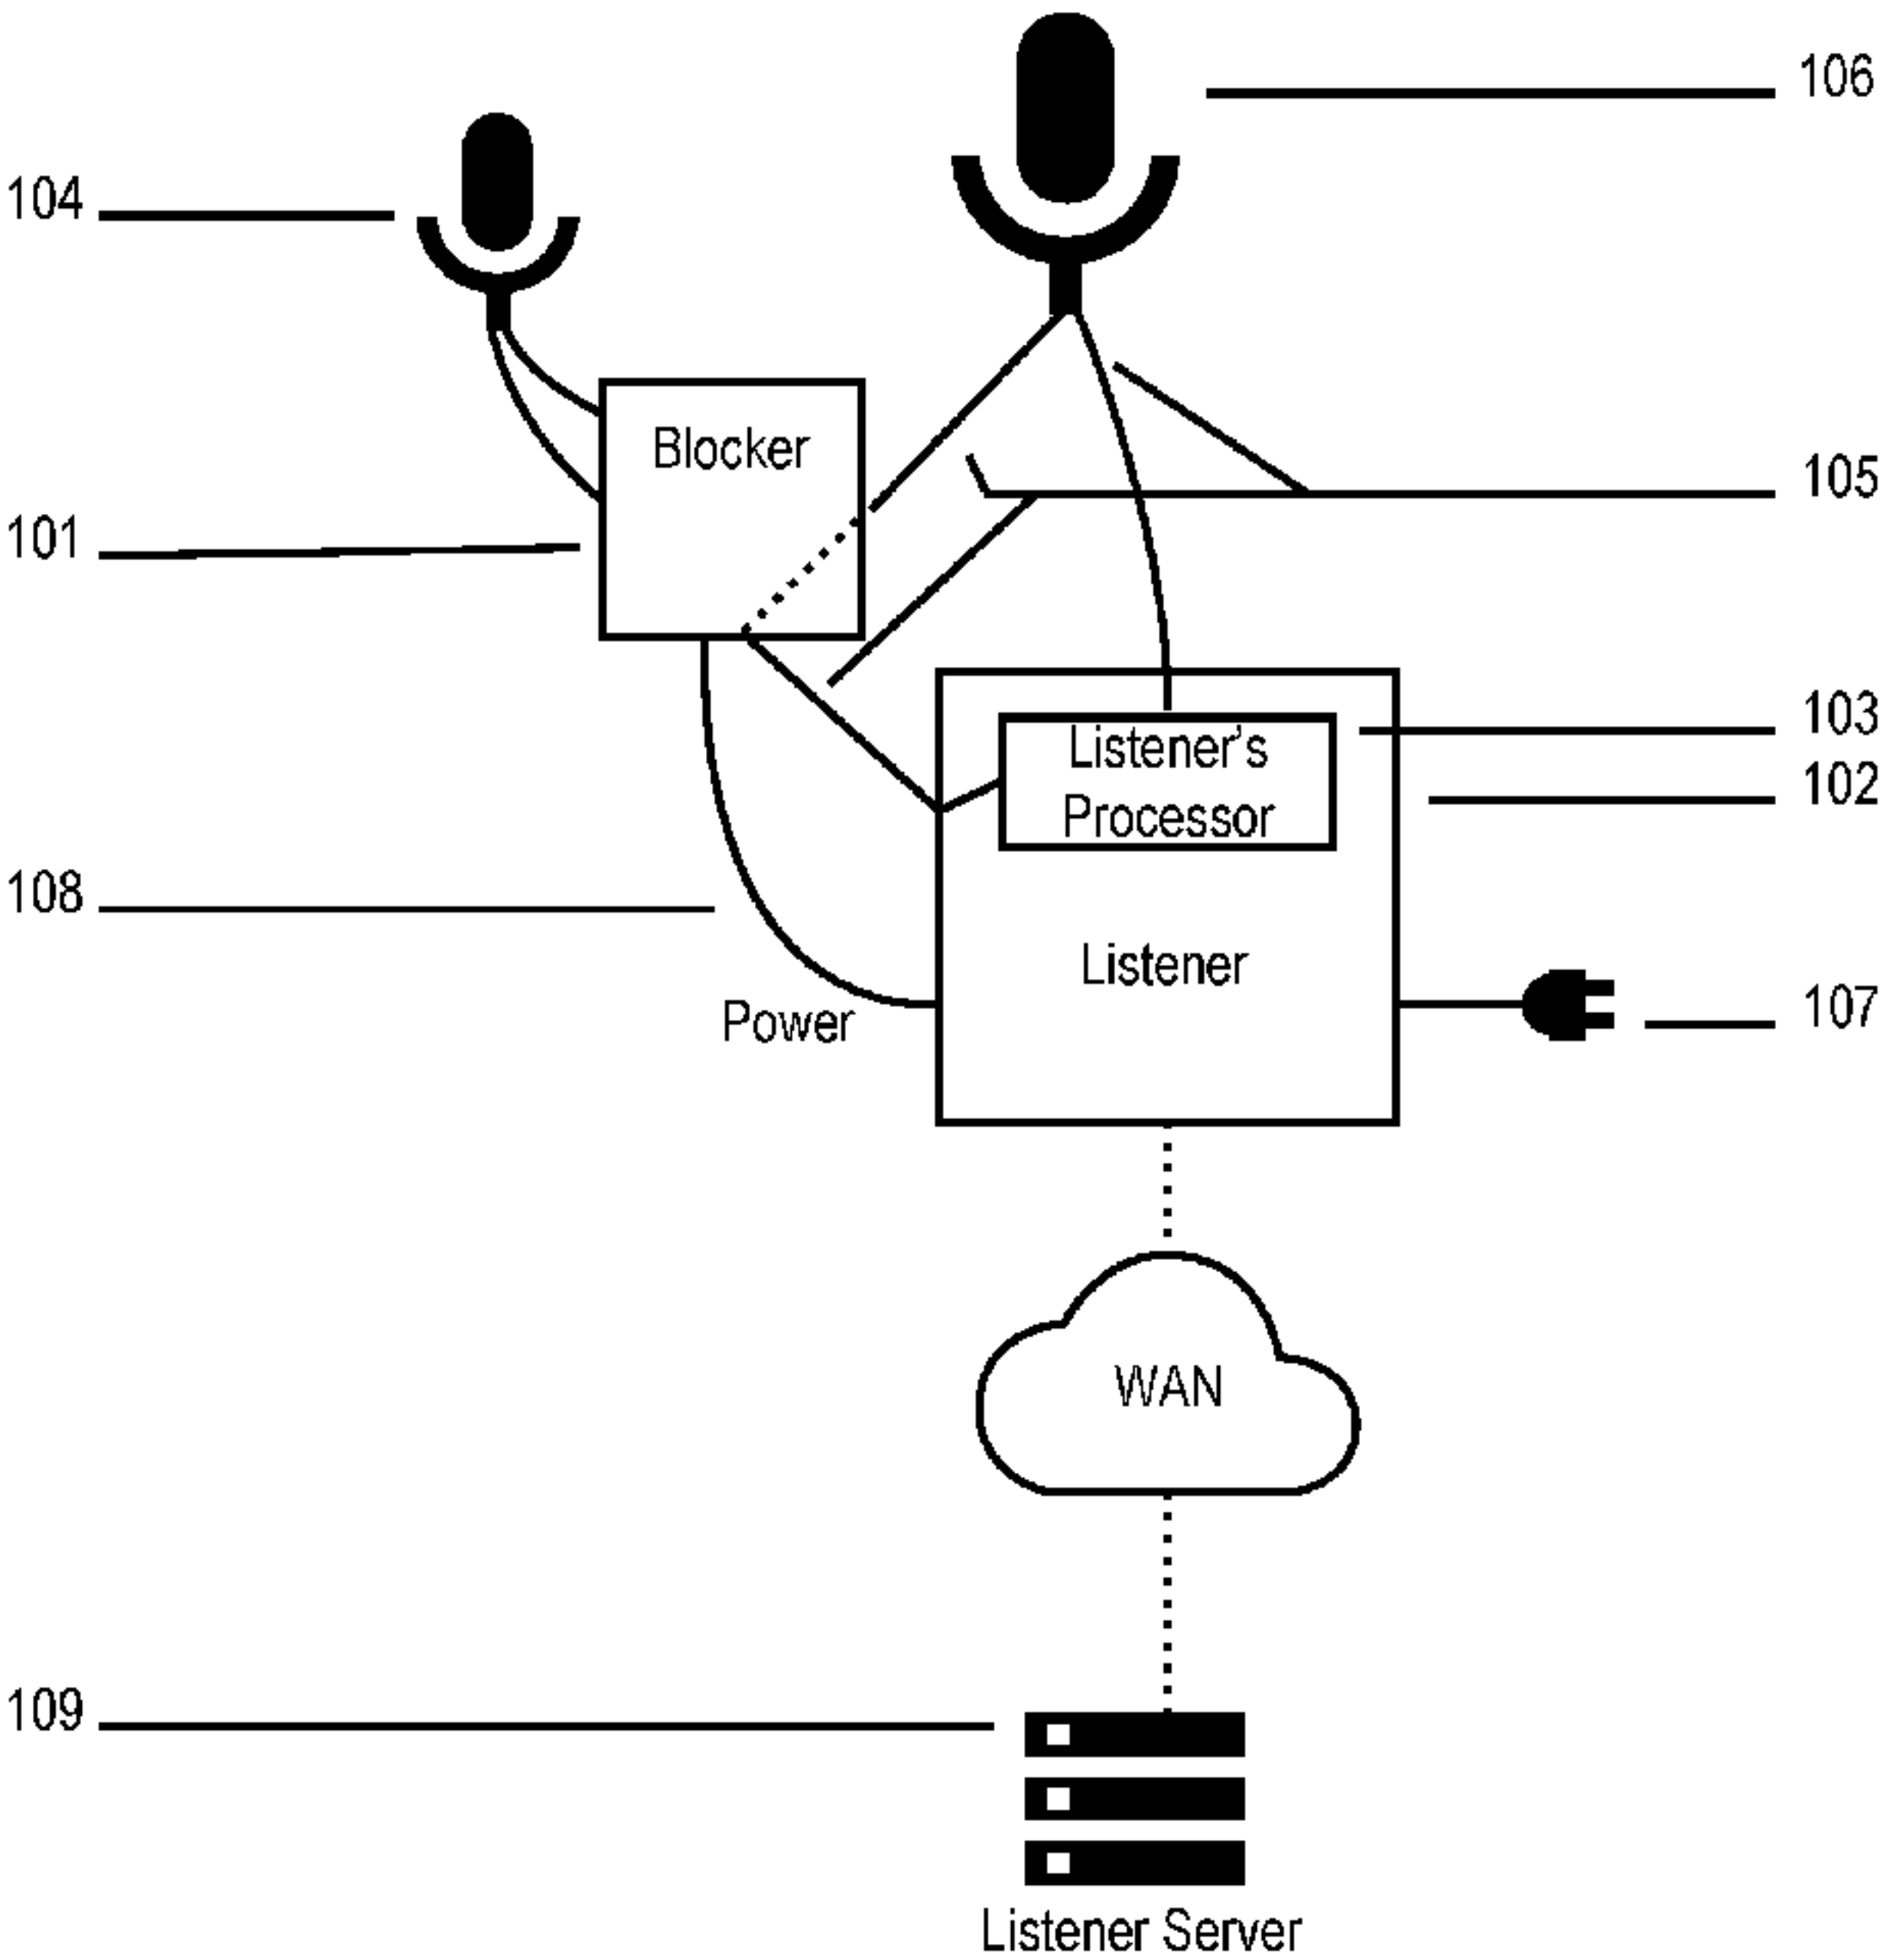 106
104
Blocker
105
101
103
Listener's
Processor
102
108
Listener
107
Power
WAN
109
Listener Server